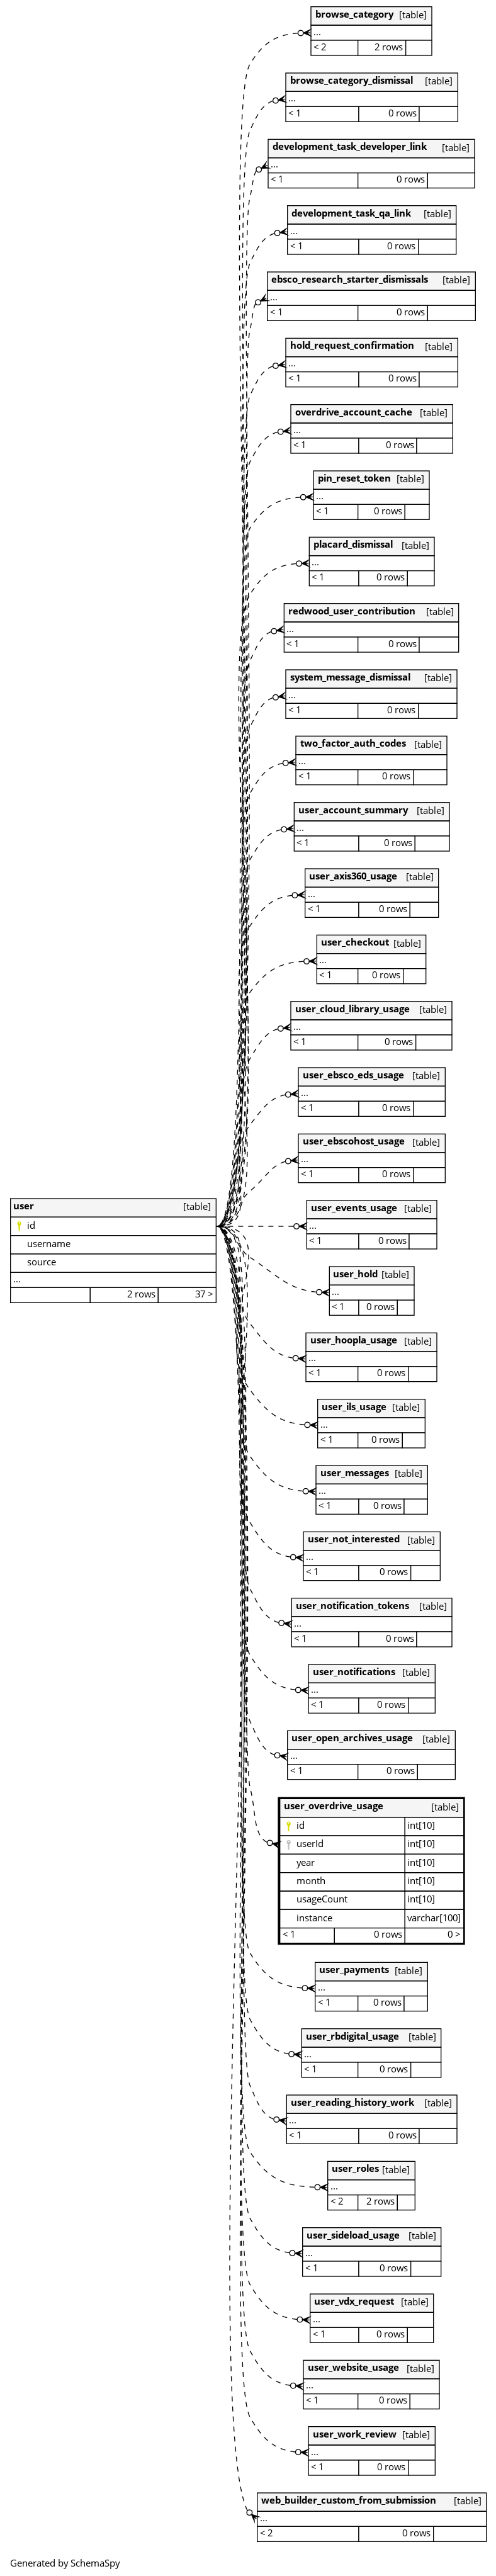 browse_category [table]
...
< 2 2 rows
browse_category_dismissal [table]
...
< 1 0 rows
development_task_developer_link [table]
...
< 1 0 rows
development_task_qa_link [table]
...
< 1 0 rows
ebsco_research_starter_dismissals [table]
...
< 1 0 rows
hold_request_confirmation [table]
...
< 1 0 rows
overdrive_account_cache [table]
...
< 1 0 rows
pin_reset_token [table]
...
< 1 0 rows
placard_dismissal [table]
...
< 1 0 rows
redwood_user_contribution [table]
...
< 1 0 rows
system_message_dismissal [table]
...
< 1 0 rows
two_factor_auth_codes [table]
...
< 1 0 rows
user_account_summary [table]
...
< 1 0 rows
user_axis360_usage [table]
...
< 1 0 rows
user_checkout [table]
...
< 1 0 rows
user_cloud_library_usage [table]
...
< 1 0 rows
user_ebsco_eds_usage [table]
...
< 1 0 rows
user_ebscohost_usage [table]
...
< 1 0 rows
user [table]
id
username
source
...
2 rows 37 >
user_events_usage [table]
...
< 1 0 rows
user_hold [table]
...
< 1 0 rows
user_hoopla_usage [table]
...
< 1 0 rows
user_ils_usage [table]
...
< 1 0 rows
user_messages [table]
...
< 1 0 rows
user_not_interested [table]
...
< 1 0 rows
user_notification_tokens [table]
...
< 1 0 rows
user_notifications [table]
...
< 1 0 rows
user_open_archives_usage [table]
...
< 1 0 rows
user_overdrive_usage [table]
id int[10]
userId int[10]
year int[10]
month int[10]
usageCount int[10]
instance varchar[100]
< 1 0 rows 0 >
user_payments [table]
...
< 1 0 rows
user_rbdigital_usage [table]
...
< 1 0 rows
user_reading_history_work [table]
...
< 1 0 rows
user_roles [table]
...
< 2 2 rows
user_sideload_usage [table]
...
< 1 0 rows
user_vdx_request [table]
...
< 1 0 rows
user_website_usage [table]
...
< 1 0 rows
user_work_review [table]
...
< 1 0 rows
web_builder_custom_from_submission [table]
...
< 2 0 rows
Generated by SchemaSpy